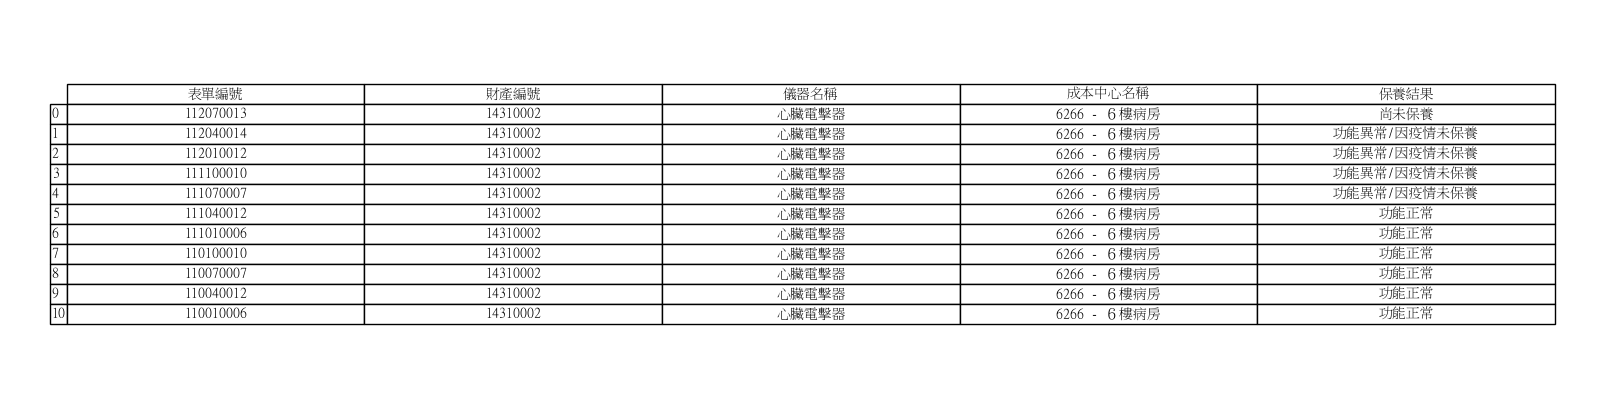 表單編號 財產編號 儀器名稱 成本中心名稱 保養結果
0 112070013 14310002 心臟電擊器 6266 - 6樓病房 尚未保養
1 112040014 14310002 心臟電擊器 6266 - 6樓病房 功能異常/因疫情未保養
2 112010012 14310002 心臟電擊器 6266 - 6樓病房 功能異常/因疫情未保養
3 111100010 14310002 心臟電擊器 6266 - 6樓病房 功能異常/因疫情未保養
4 111070007 14310002 心臟電擊器 6266 - 6樓病房 功能異常/因疫情未保養
5 111040012 14310002 心臟電擊器 6266 - 6樓病房 功能正常
6 111010006 14310002 心臟電擊器 6266 - 6樓病房 功能正常
7 110100010 14310002 心臟電擊器 6266 - 6樓病房 功能正常
8 110070007 14310002 心臟電擊器 6266 - 6樓病房 功能正常
9 110040012 14310002 心臟電擊器 6266 - 6樓病房 功能正常
10 110010006 14310002 心臟電擊器 6266 - 6樓病房 功能正常